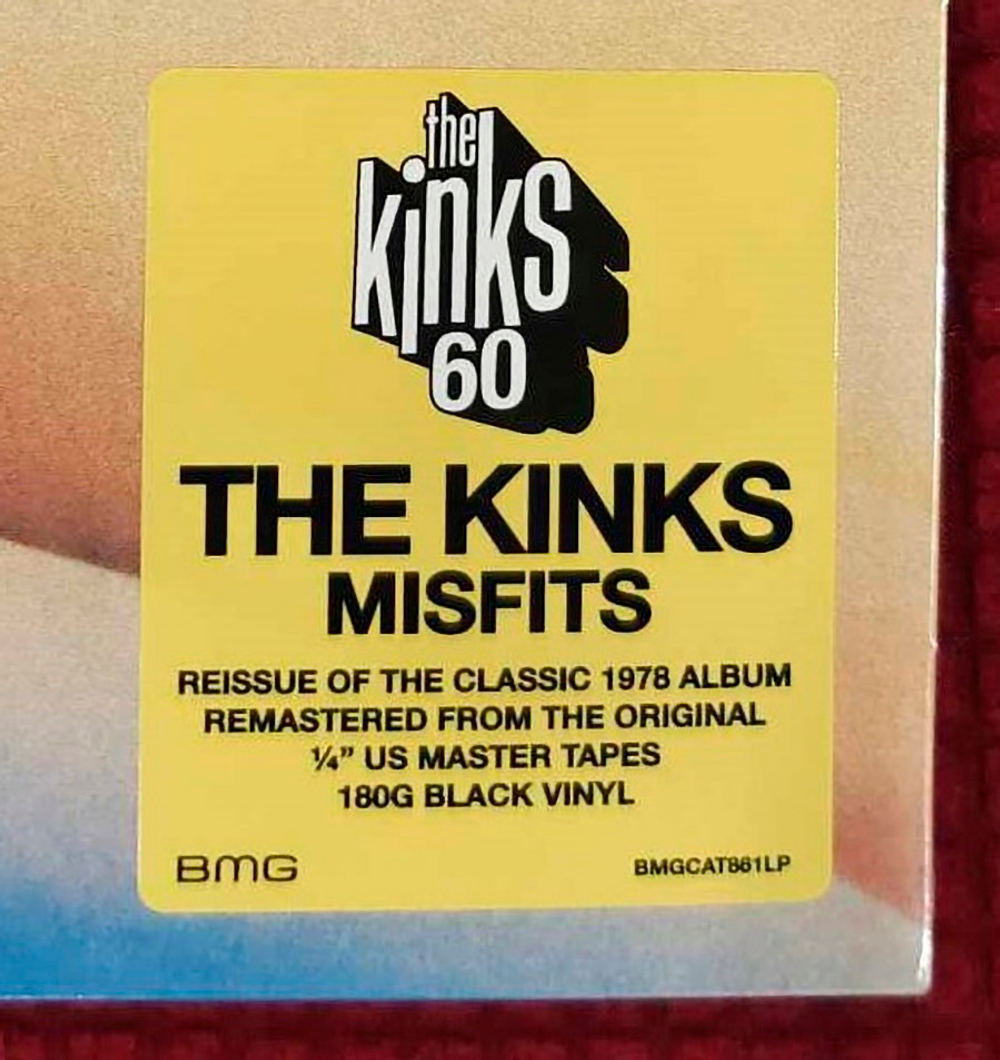 the
kinks
60
THE KINKS
MISFITS
REISSUE OF THE CLASSIC 1978 ALBUM
REMASTERED FROM THE ORIGINAL
¼” US MASTER TAPES
180G BLACK VINYL
BMG
BMGCAT861LP